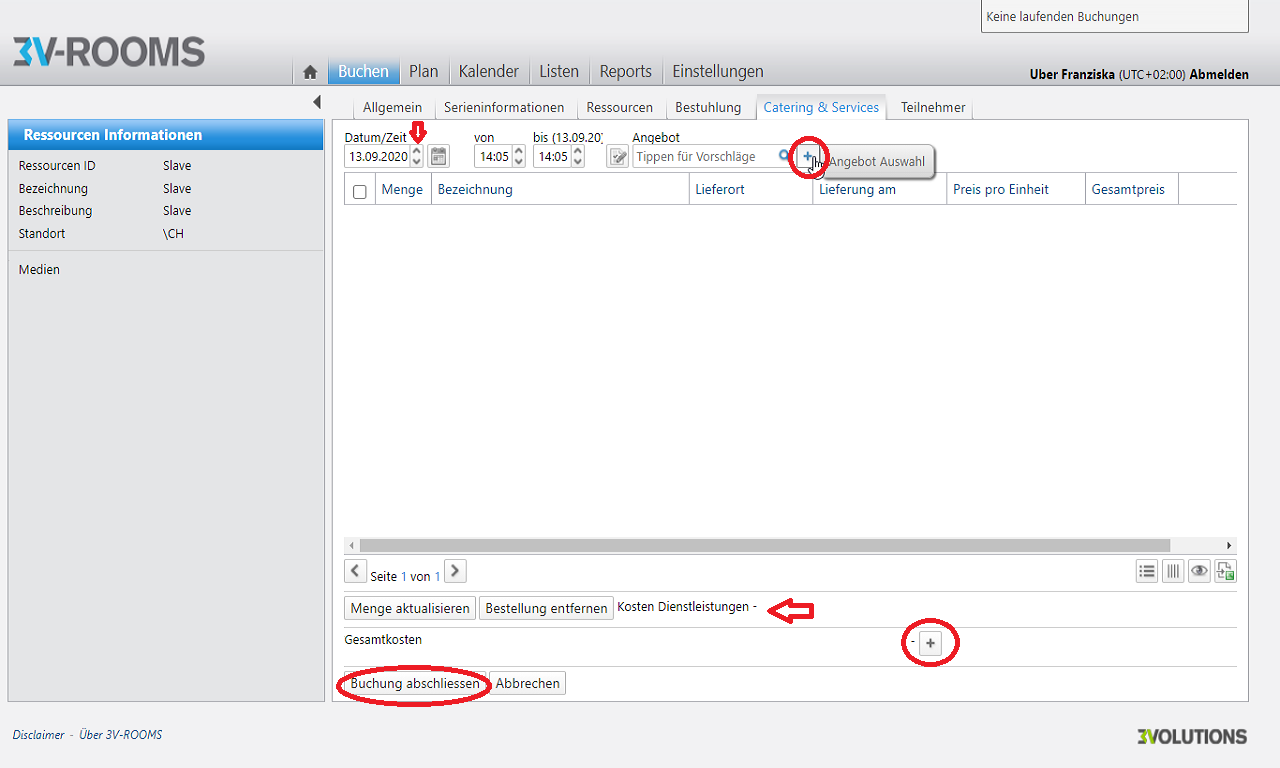 Keine laufenden Buchungen
3V-ROOMS
Buchen Plan Kalender Listen Reports Einstellungen
Uber Franziska (UTC+02:00) Abmelden
Allgemein Serieninformationen Ressourcen Bestuhlung Catering & Services Teilnehmer
Ressourcen Informationen
Ressourcen ID Slave
Bezeichnung Slave
Beschreibung Slave
Standort \CH
Medien
Datum/Zeit von bis (13.09.20) Angebot
13.09.2020 14:05 14:05 Tippen für Vorschläge + Angebot Auswahl
Menge Bezeichnung Lieferort Lieferung am Preis pro Einheit Gesamtpreis
Seite 1 von 1
Menge aktualisieren Bestellung entfernen Kosten Dienstleistungen -
Gesamtkosten - +
Buchung abschliessen Abbrechen
Disclaimer - Über 3V-ROOMS
3VOLUTIONS